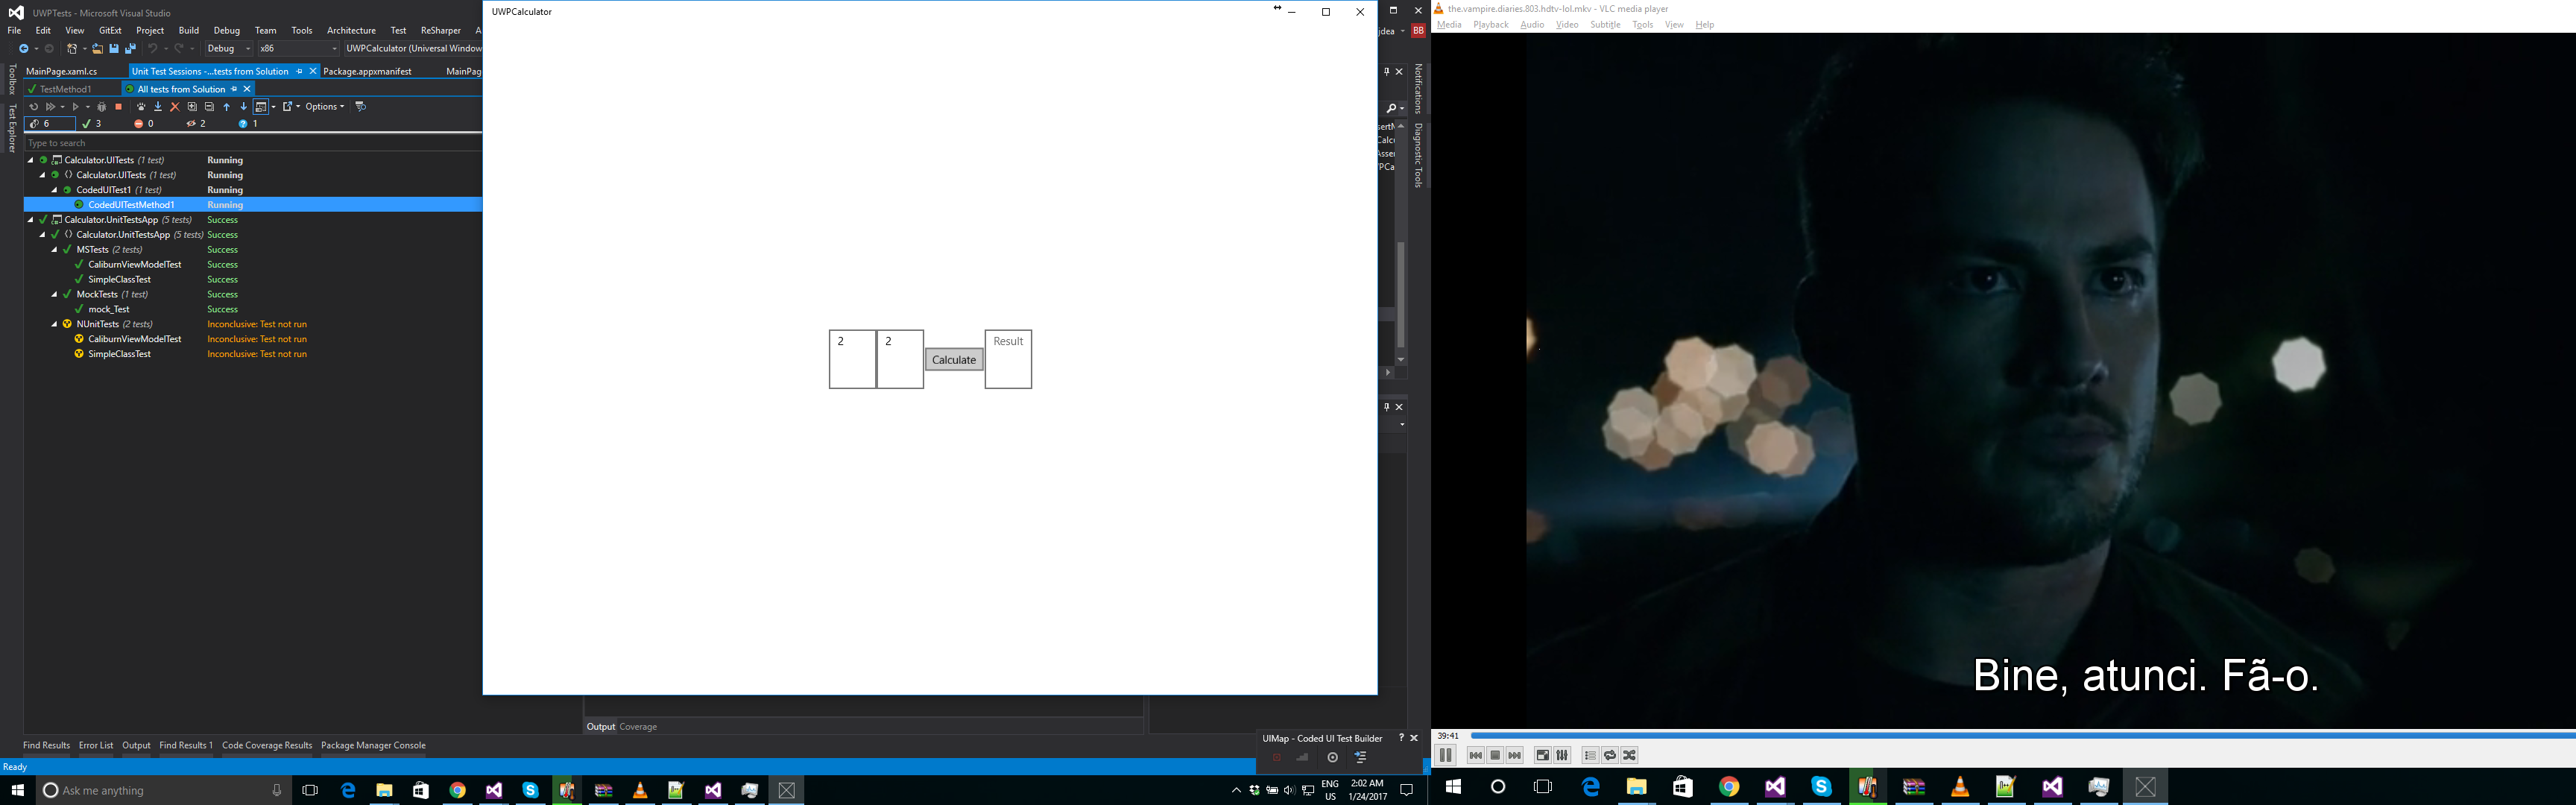 UWPTests - Microsoft Visual Studio
File Edit View GitExt Project Build Debug Team Tools Architecture Test ReSharper A
Debug x86 UWPCalculator (Universal Window
MainPage.xaml.cs Unit Test Sessions -...tests from Solution Package.appxmanifest MainPag
TestMethod1 All tests from Solution
Options
6 3 0 2 1
Type to search
Calculator.UITests (1 test) Running
Calculator.UITests (1 test) Running
CodedUITest1 (1 test) Running
CodedUITestMethod1 Running
Calculator.UnitTestsApp (5 tests) Success
Calculator.UnitTestsApp (5 tests) Success
MSTests (2 tests) Success
CaliburnViewModelTest Success
SimpleClassTest Success
MockTests (1 test) Success
mock_Test Success
NUnitTests (2 tests) Inconclusive: Test not run
CaliburnViewModelTest Inconclusive: Test not run
SimpleClassTest Inconclusive: Test not run
Toolbox
Test Explorer
UWPCalculator
2 2 Calculate Result
jdea BB
Notifications
Diagnostic Tools
Output Coverage
Find Results Error List Output Find Results 1 Code Coverage Results Package Manager Console
UIMap - Coded UI Test Builder ?
Ready
Ask me anything
ENG
US
2:02 AM
1/24/2017
the.vampire.diaries.803.hdtv-lol.mkv - VLC media player
Media Playback Audio Video Subtitle Tools View Help
Bine, atunci. Fã-o.
39:41